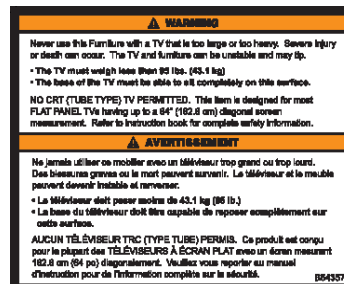 ⚠ WARNING
Never use this Furniture with a TV that is too large or too heavy. Severe injury
or death can occur. The TV and furniture can be unstable and may tip.
• The TV must weigh less than 95 lbs. (43.1 kg)
• The base of the TV must be able to sit completely on this surface.
NO CRT (TUBE TYPE) TV PERMITTED. This item is designed for most
FLAT PANEL TVs having up to a 64" (162.6 cm) diagonal screen
measurement. Refer to instruction book for complete safety information.
⚠ AVERTISSEMENT
Ne jamais utiliser ce mobilier avec un téléviseur trop grand ou trop lourd.
Des blessures graves ou la mort peuvent survenir. Le téléviseur et le meuble
peuvent devenir instable et renverser.
• Le téléviseur doit peser moins de 43.1 kg (95 lb.)
• La base du téléviseur doit être capable de reposer complètement sur
cette surface.
AUCUN TÉLÉVISEUR TRC (TYPE TUBE) PERMIS. Ce produit est conçu
pour la plupart des TÉLÉVISEURS À ÉCRAN PLAT avec un écran mesurant
162.6 cm (64 po) diagonalement. Veuillez vous reporter au manuel
d'instruction pour de l'information complète sur la sécurité.
B54357